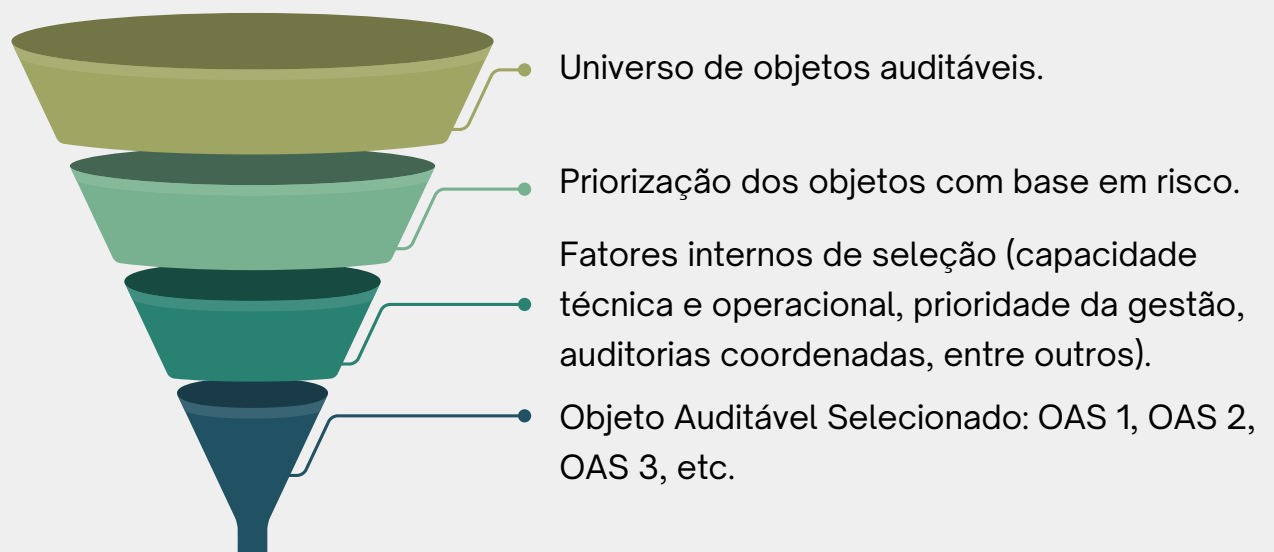 Universo de objetos auditáveis.
Priorização dos objetos com base em risco.
Fatores internos de seleção (capacidade
técnica e operacional, prioridade da gestão,
auditorias coordenadas, entre outros).
Objeto Auditável Selecionado: OAS 1, OAS 2,
OAS 3, etc.